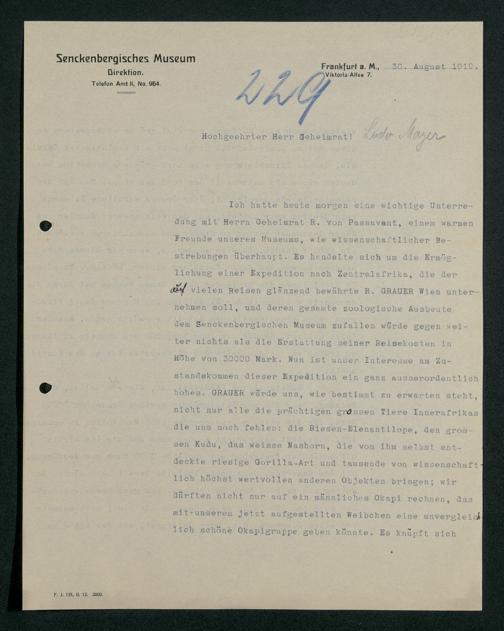 Senckenbergisches Museum
Direktion.
Telefon Amt II, No. 964.
Frankfurt a. M., 30. August 1912.
Viktoria-Allee 7.
229
Hochgeehrter Herr Geheimrat! Ludo Mayer
Ich hatte heute morgen eine wichtige Unterre-
dung mit Herrn Geheimrat R. von Passavant, einem warmen
Freunde unseres Museums, wie wissenschaftlicher Be-
strebungen überhaupt. Es handelte sich um die Ermög-
lichung einer Expedition nach Zentralafrika, die der
auf vielen Reisen glänzend bewährte R. GRAUER Wien unter-
nehmen soll, und deren gesamte zoologische Ausbeute
dem Senckenbergischen Museum zufallen würde gegen wei-
ter nichts als die Erstattung seiner Reisekosten in
Höhe von 30000 Mark. Nun ist unser Interesse am Zu-
standekommen dieser Expedition ein ganz ausserordentlich
hohes. GRAUER würde uns, wie bestimmt zu erwarten steht,
nicht nur alle die prächtigen grossen Tiere Innerafrikas
die uns noch fehlen: die Riesen-Elenantilope, den gros-
sen Kudu, das weisse Nashorn, die von ihm selbst ent-
deckte riesige Gorilla-Art und tausende von wissenschaft-
lich höchst wertvollen anderen Objekten bringen; wir
dürften nicht nur auf ein männliches Okapi rechnen, das
mit unseren jetzt aufgestellten Weibchen eine unvergleich
lich schöne Okapigruppe geben könnte. Es knüpft sich